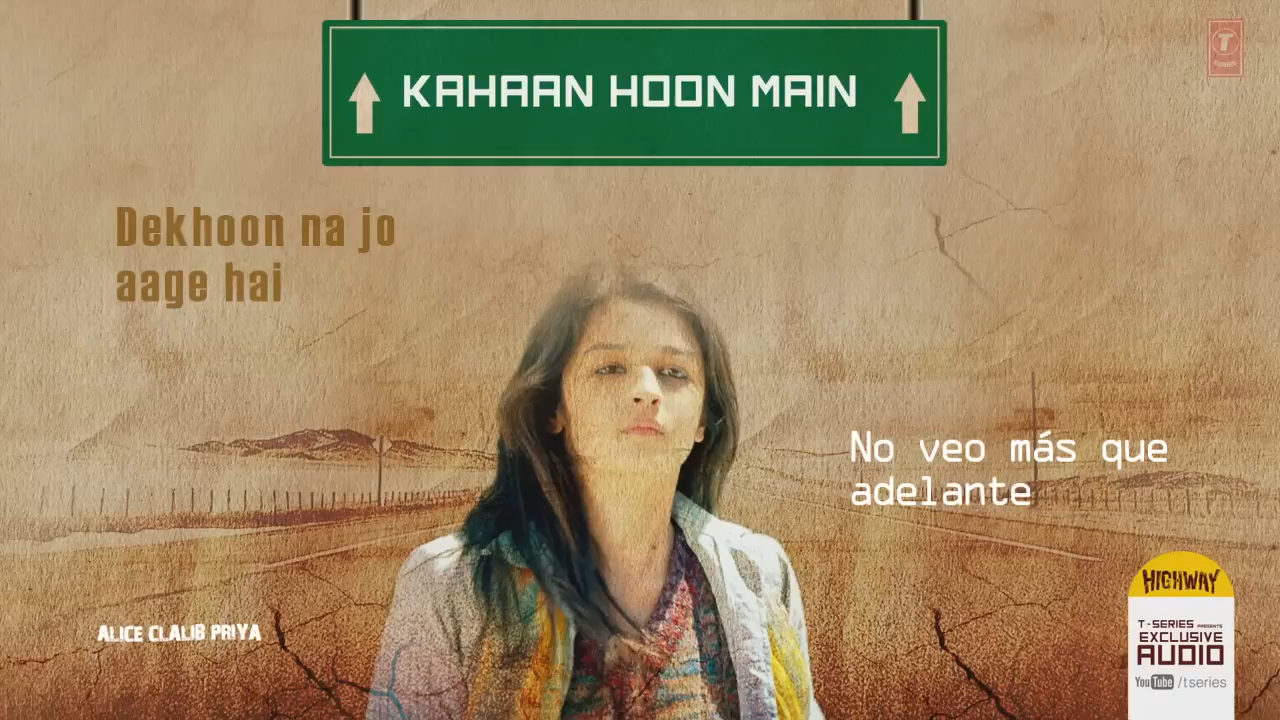 KAHAAN HOON MAIN
T
SERIES
Dekhoon na jo
aage hai
No veo más que
adelante
ALICE CLALIB PRIYA
HIGHWAY
T-SERIES PRESENTS
EXCLUSIVE
AUDIO
YouTube /tseries